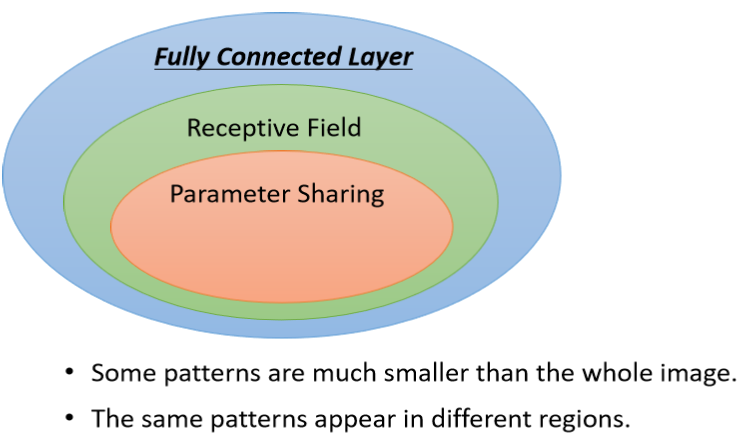 Fully Connected Layer
Receptive Field
Parameter Sharing
• Some patterns are much smaller than the whole image.
• The same patterns appear in different regions.